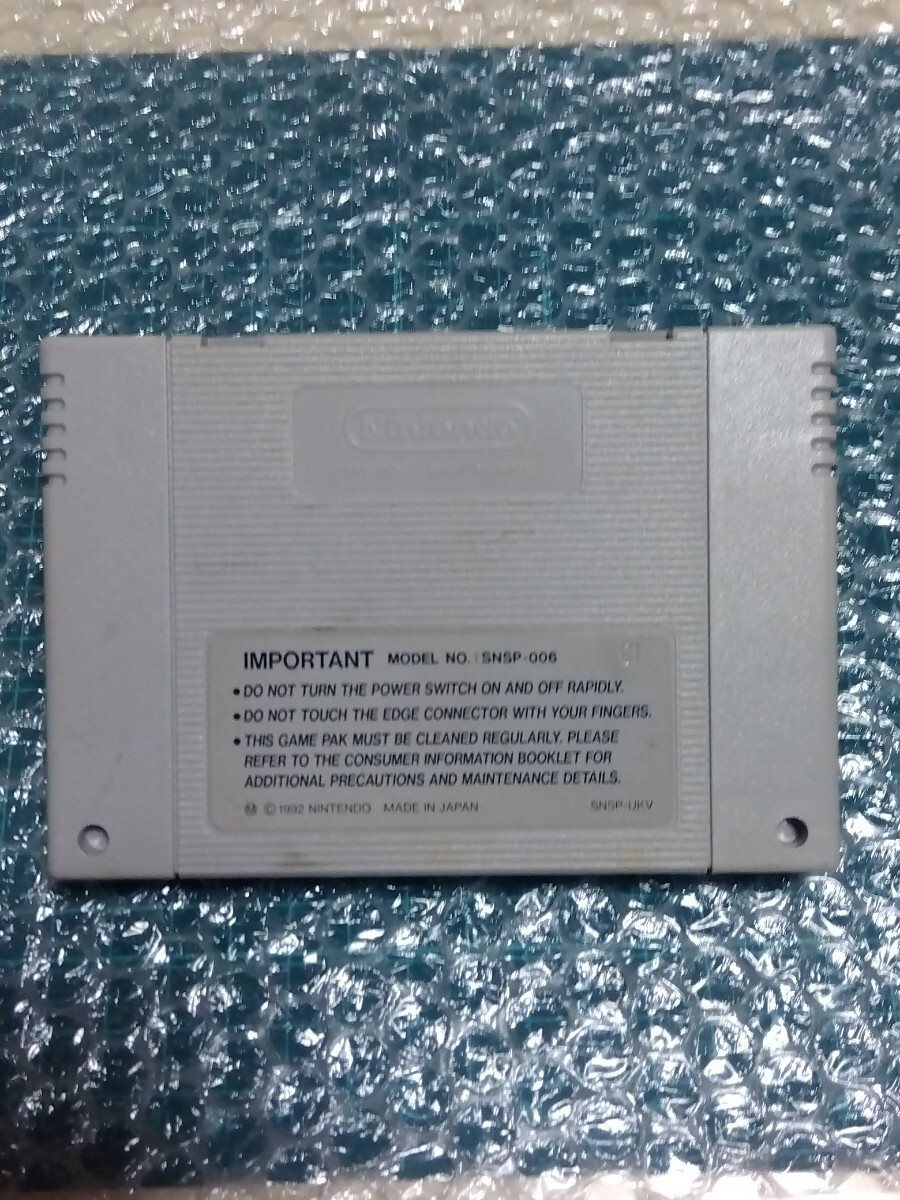 Nintendo
IMPORTANT MODEL NO.: SNSP-006
• DO NOT TURN THE POWER SWITCH ON AND OFF RAPIDLY.
• DO NOT TOUCH THE EDGE CONNECTOR WITH YOUR FINGERS.
• THIS GAME PAK MUST BE CLEANED REGULARLY. PLEASE
REFER TO THE CONSUMER INFORMATION BOOKLET FOR
ADDITIONAL PRECAUTIONS AND MAINTENANCE DETAILS.
Ⓜ © 1992 NINTENDO MADE IN JAPAN SNSP-UKV